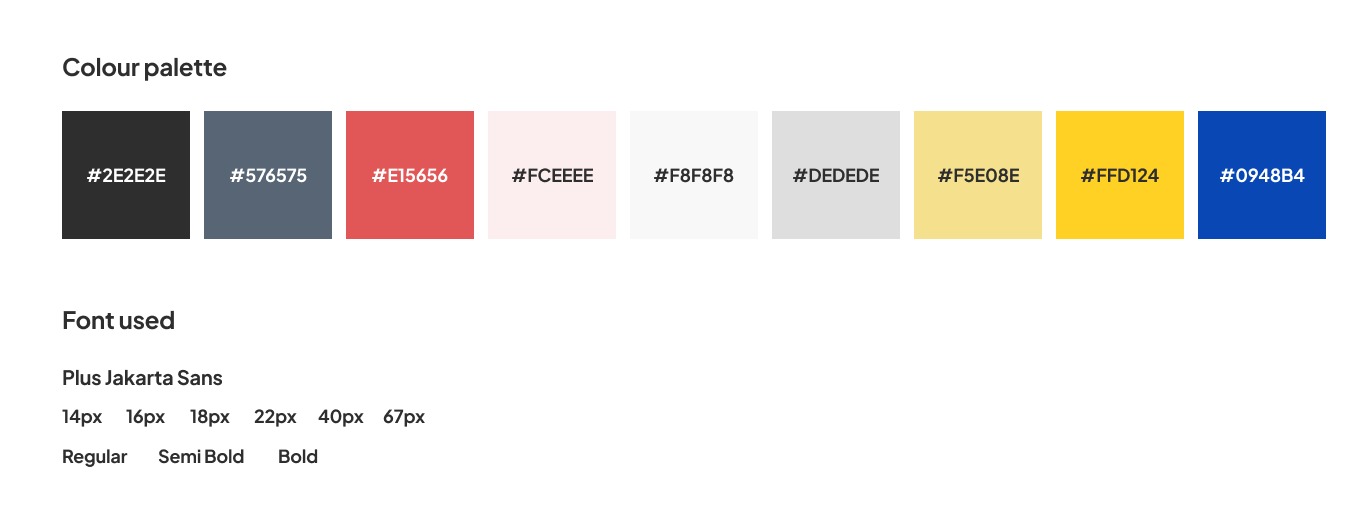 Colour palette
#2E2E2E #576575 #E15656 #FCEEEE #F8F8F8 #DEDEDE #F5E08E #FFD124 #0948B4
Font used
Plus Jakarta Sans
14px 16px 18px 22px 40px 67px
Regular Semi Bold Bold